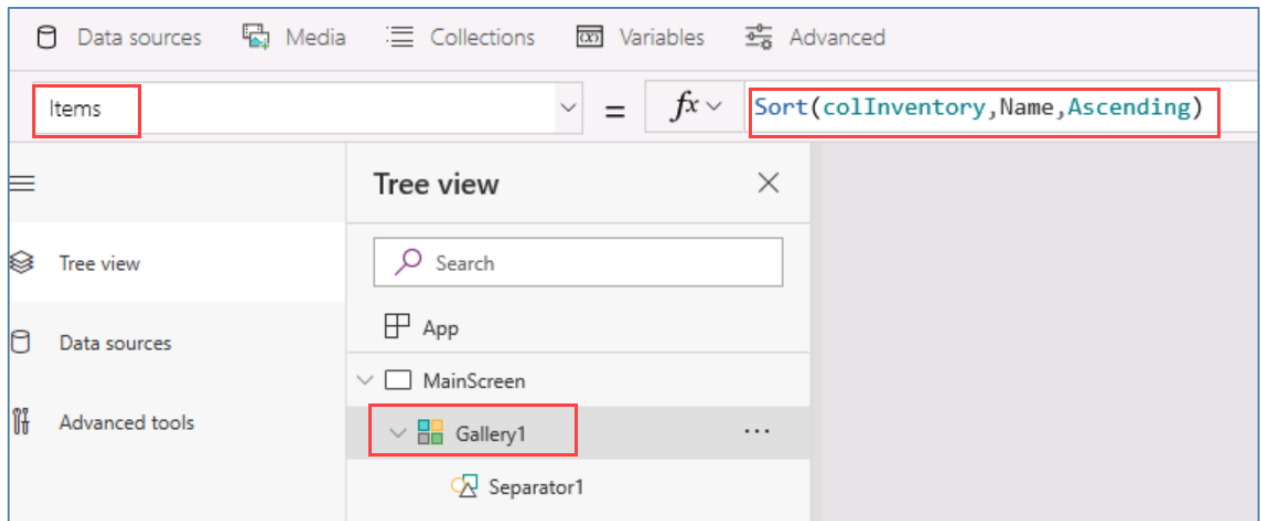 Data sources Media Collections Variables Advanced
Items = fx Sort(colInventory,Name,Ascending)
Tree view
Search
Tree view
App
Data sources
MainScreen
Advanced tools
Gallery1
Separator1